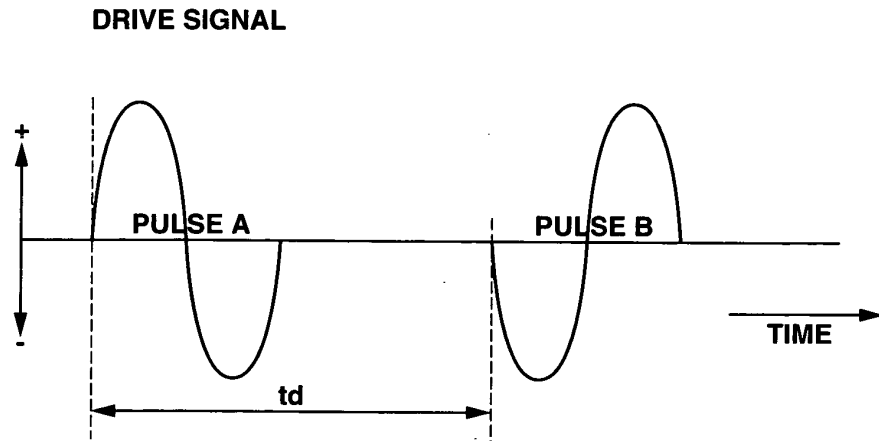 DRIVE SIGNAL
+
PULSE A
PULSE B
-
TIME
td